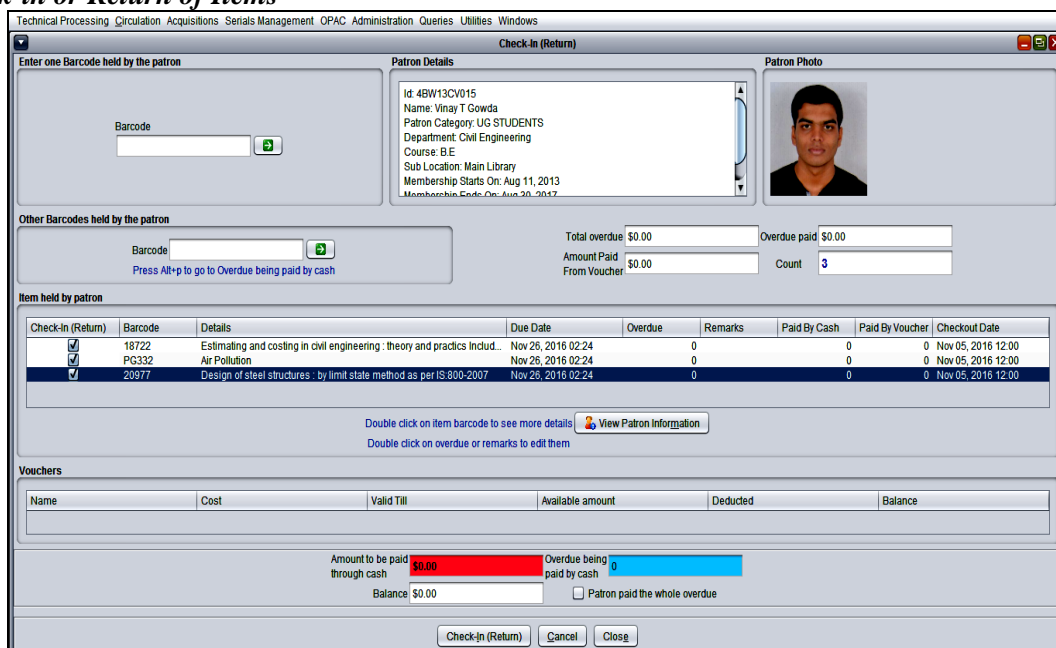 k-in or Return of Items
Technical Processing Circulation Acquisitions Serials Management OPAC Administration Queries Utilities Windows
Check-In (Return)
Enter one Barcode held by the patron
Barcode
Patron Details
Id: 4BW13CV015
Name: Vinay T Gowda
Patron Category: UG STUDENTS
Department: Civil Engineering
Course: B.E
Sub Location: Main Library
Membership Starts On: Aug 11, 2013
Membership Ends On: Aug 30, 2017
Patron Photo
Other Barcodes held by the patron
Barcode
Press Alt+p to go to Overdue being paid by cash
Total overdue $0.00 Overdue paid $0.00
Amount Paid From Voucher $0.00 Count 3
Item held by patron
Check-In (Return) Barcode Details Due Date Overdue Remarks Paid By Cash Paid By Voucher Checkout Date
18722 Estimating and costing in civil engineering : theory and practics Includ... Nov 26, 2016 02:24 0 0 0 Nov 05, 2016 12:00
PG332 Air Pollution Nov 26, 2016 02:24 0 0 0 Nov 05, 2016 12:00
20977 Design of steel structures : by limit state method as per IS:800-2007 Nov 26, 2016 02:24 0 0 0 Nov 05, 2016 12:00
Double click on item barcode to see more details View Patron Information
Double click on overdue or remarks to edit them
Vouchers
Name Cost Valid Till Available amount Deducted Balance
Amount to be paid through cash $0.00 Overdue being paid by cash 0
Balance $0.00 Patron paid the whole overdue
Check-In (Return) Cancel Close